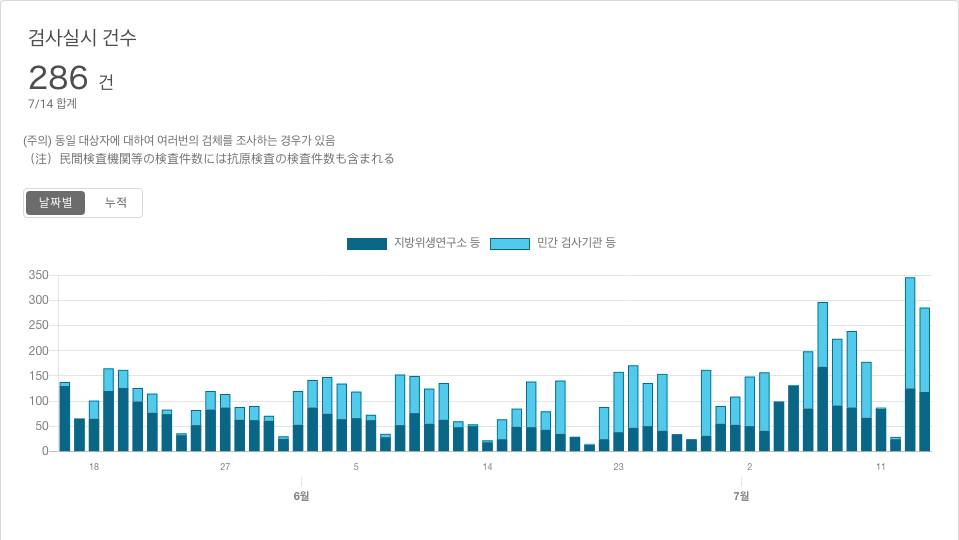 검사실시 건수
286 건
7/14 합계
(주의) 동일 대상자에 대하여 여러번의 검체를 조사하는 경우가 있음
（注）民間検査機関等の検査件数には抗原検査の検査件数も含まれる
날짜별 누적
지방위생연구소 등 민간 검사기관 등
350
300
250
200
150
100
50
0
18 27 5 14 23 2 11
6월 7월